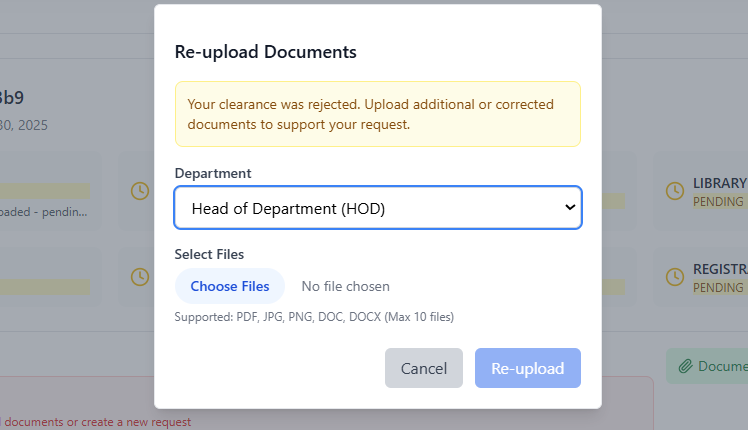 Re-upload Documents
3b9
Your clearance was rejected. Upload additional or corrected
documents to support your request.
30, 2025
Department
LIBRARY
PENDING
oaded - pendin...
Head of Department (HOD)
Select Files
Choose Files No file chosen
REGISTRA
PENDING
Supported: PDF, JPG, PNG, DOC, DOCX (Max 10 files)
Cancel Re-upload
Docume
documents or create a new request